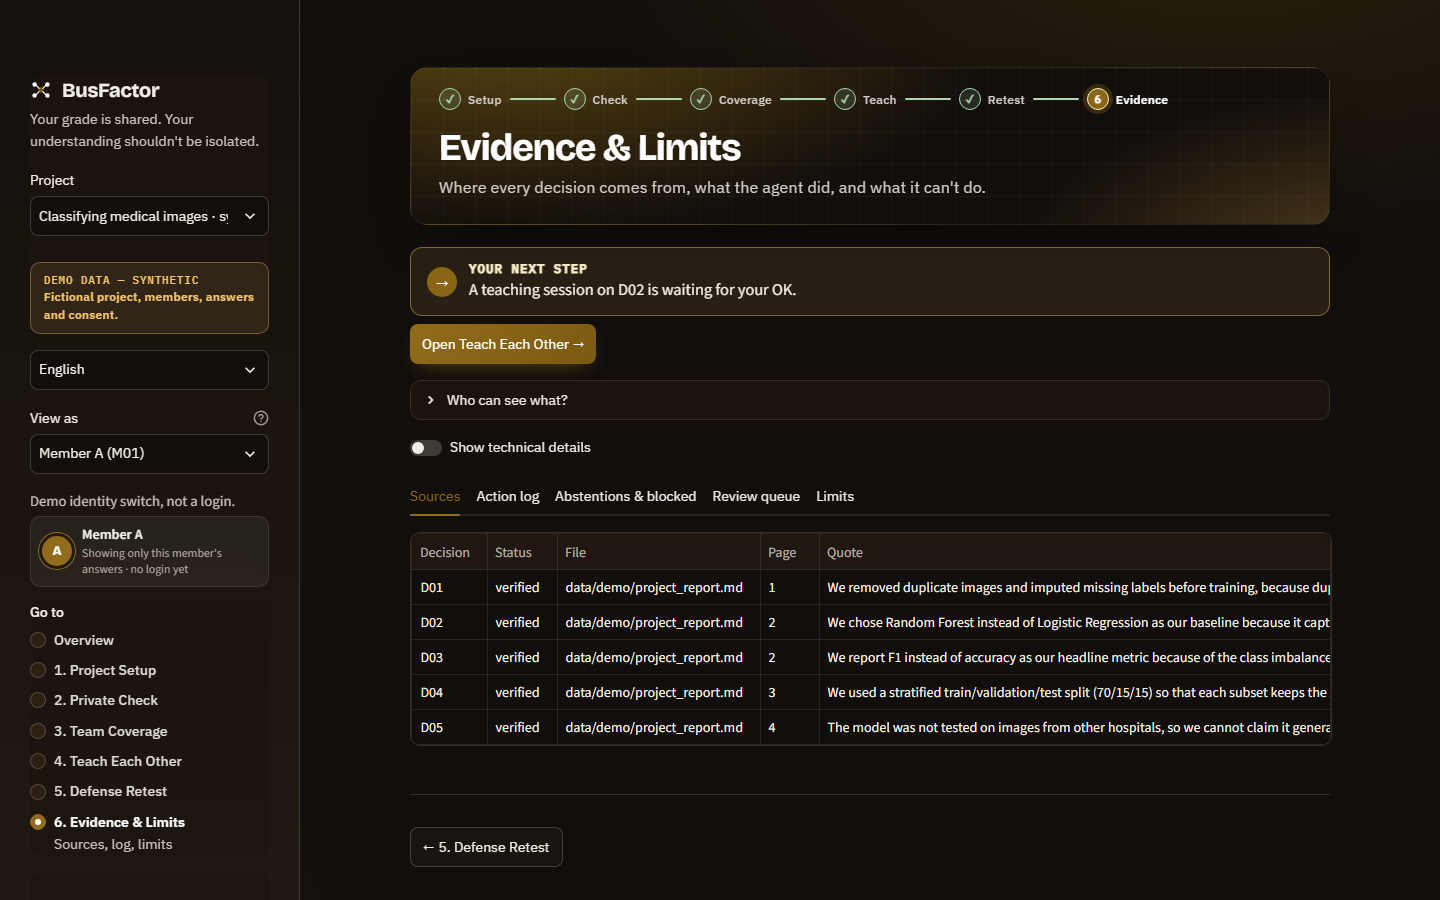 BusFactor
Your grade is shared. Your
understanding shouldn't be isolated.
Project
Classifying medical images · sy
DEMO DATA — SYNTHETIC
Fictional project, members, answers
and consent.
English
View as
Member A (M01)
Demo identity switch, not a login.
A
Member A
Showing only this member's
answers · no login yet
Go to
Overview
1. Project Setup
2. Private Check
3. Team Coverage
4. Teach Each Other
5. Defense Retest
6. Evidence & Limits
Sources, log, limits
Setup Check Coverage Teach Retest 6 Evidence
Evidence & Limits
Where every decision comes from, what the agent did, and what it can't do.
YOUR NEXT STEP
→ A teaching session on D02 is waiting for your OK.
Open Teach Each Other →
Who can see what?
Show technical details
Sources Action log Abstentions & blocked Review queue Limits
Decision Status File Page Quote
D01 verified data/demo/project_report.md 1 We removed duplicate images and imputed missing labels before training, because dup
D02 verified data/demo/project_report.md 2 We chose Random Forest instead of Logistic Regression as our baseline because it capt
D03 verified data/demo/project_report.md 2 We report F1 instead of accuracy as our headline metric because of the class imbalance
D04 verified data/demo/project_report.md 3 We used a stratified train/validation/test split (70/15/15) so that each subset keeps the
D05 verified data/demo/project_report.md 4 The model was not tested on images from other hospitals, so we cannot claim it genera
← 5. Defense Retest